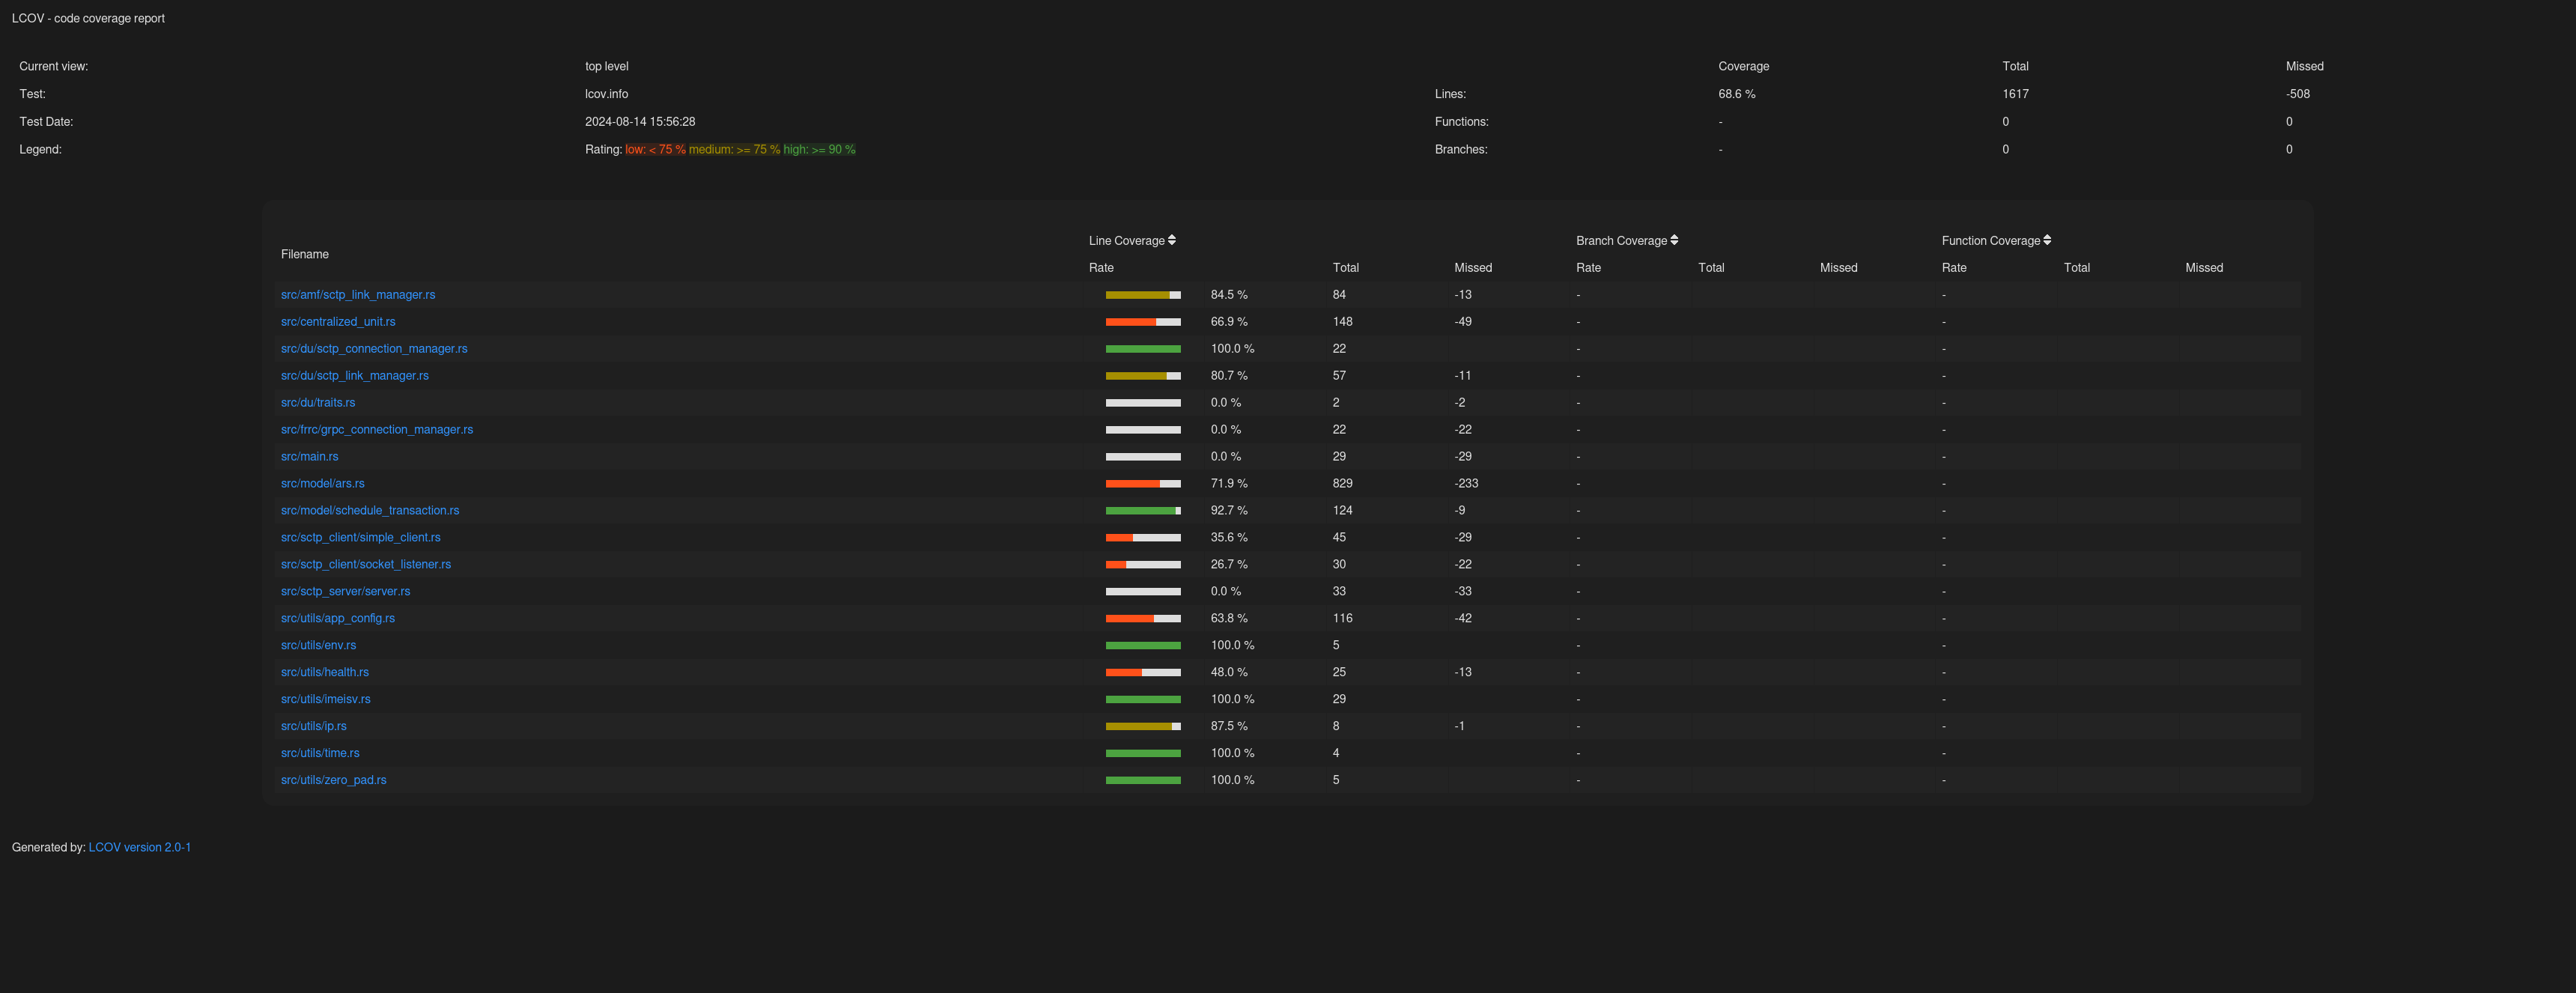 LCOV - code coverage report
Current view: top level Coverage Total Missed
Test: lcov.info Lines: 68.6 % 1617 -508
Test Date: 2024-08-14 15:56:28 Functions: - 0 0
Legend: Rating: low: < 75 % medium: >= 75 % high: >= 90 % Branches: - 0 0
Filename Line Coverage Branch Coverage Function Coverage
Rate Total Missed Rate Total Missed Rate Total Missed
src/amf/sctp_link_manager.rs 84.5 % 84 -13 - -
src/centralized_unit.rs 66.9 % 148 -49 - -
src/du/sctp_connection_manager.rs 100.0 % 22 - -
src/du/sctp_link_manager.rs 80.7 % 57 -11 - -
src/du/traits.rs 0.0 % 2 -2 - -
src/frrc/grpc_connection_manager.rs 0.0 % 22 -22 - -
src/main.rs 0.0 % 29 -29 - -
src/model/ars.rs 71.9 % 829 -233 - -
src/model/schedule_transaction.rs 92.7 % 124 -9 - -
src/sctp_client/simple_client.rs 35.6 % 45 -29 - -
src/sctp_client/socket_listener.rs 26.7 % 30 -22 - -
src/sctp_server/server.rs 0.0 % 33 -33 - -
src/utils/app_config.rs 63.8 % 116 -42 - -
src/utils/env.rs 100.0 % 5 - -
src/utils/health.rs 48.0 % 25 -13 - -
src/utils/imeisv.rs 100.0 % 29 - -
src/utils/ip.rs 87.5 % 8 -1 - -
src/utils/time.rs 100.0 % 4 - -
src/utils/zero_pad.rs 100.0 % 5 - -
Generated by: LCOV version 2.0-1